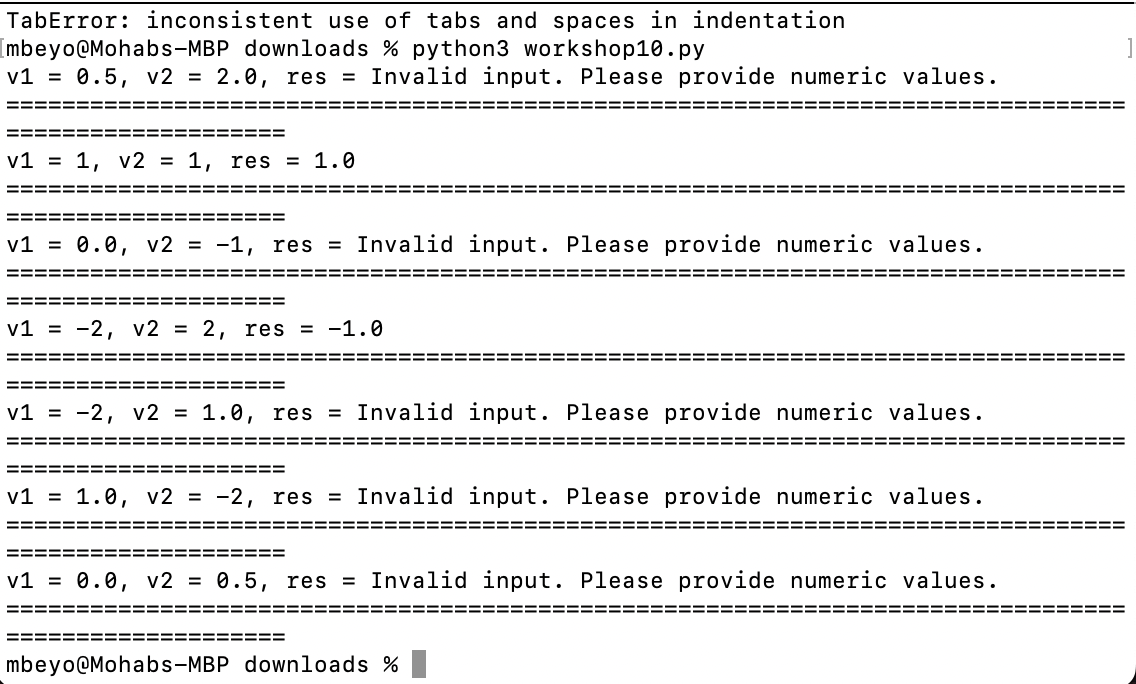 TabError: inconsistent use of tabs and spaces in indentation
[mbeyo@Mohabs-MBP downloads % python3 workshop10.py ]
v1 = 0.5, v2 = 2.0, res = Invalid input. Please provide numeric values.
================================================================================
====================
v1 = 1, v2 = 1, res = 1.0
================================================================================
====================
v1 = 0.0, v2 = -1, res = Invalid input. Please provide numeric values.
================================================================================
====================
v1 = -2, v2 = 2, res = -1.0
================================================================================
====================
v1 = -2, v2 = 1.0, res = Invalid input. Please provide numeric values.
================================================================================
====================
v1 = 1.0, v2 = -2, res = Invalid input. Please provide numeric values.
================================================================================
====================
v1 = 0.0, v2 = 0.5, res = Invalid input. Please provide numeric values.
================================================================================
====================
mbeyo@Mohabs-MBP downloads %